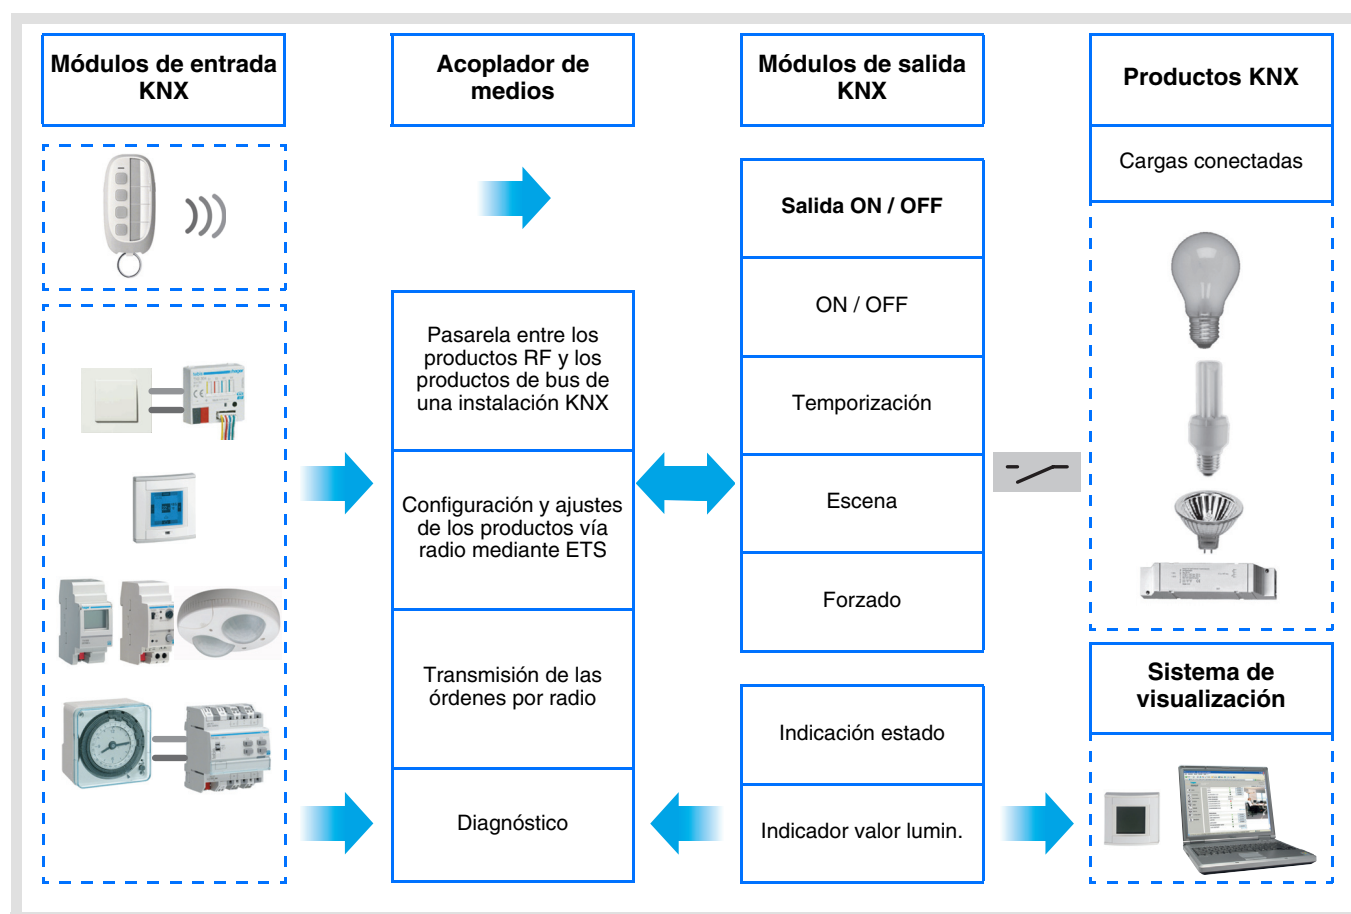 Módulos de entrada
KNX
Acoplador de
medios
Módulos de salida
KNX
Productos KNX
Cargas conectadas
Salida ON / OFF
ON / OFF
Temporización
Escena
Forzado
Pasarela entre los
productos RF y los
productos de bus de
una instalación KNX
Configuración y ajustes
de los productos vía
radio mediante ETS
Transmisión de las
órdenes por radio
Diagnóstico
Indicación estado
Indicador valor lumin.
Sistema de
visualización